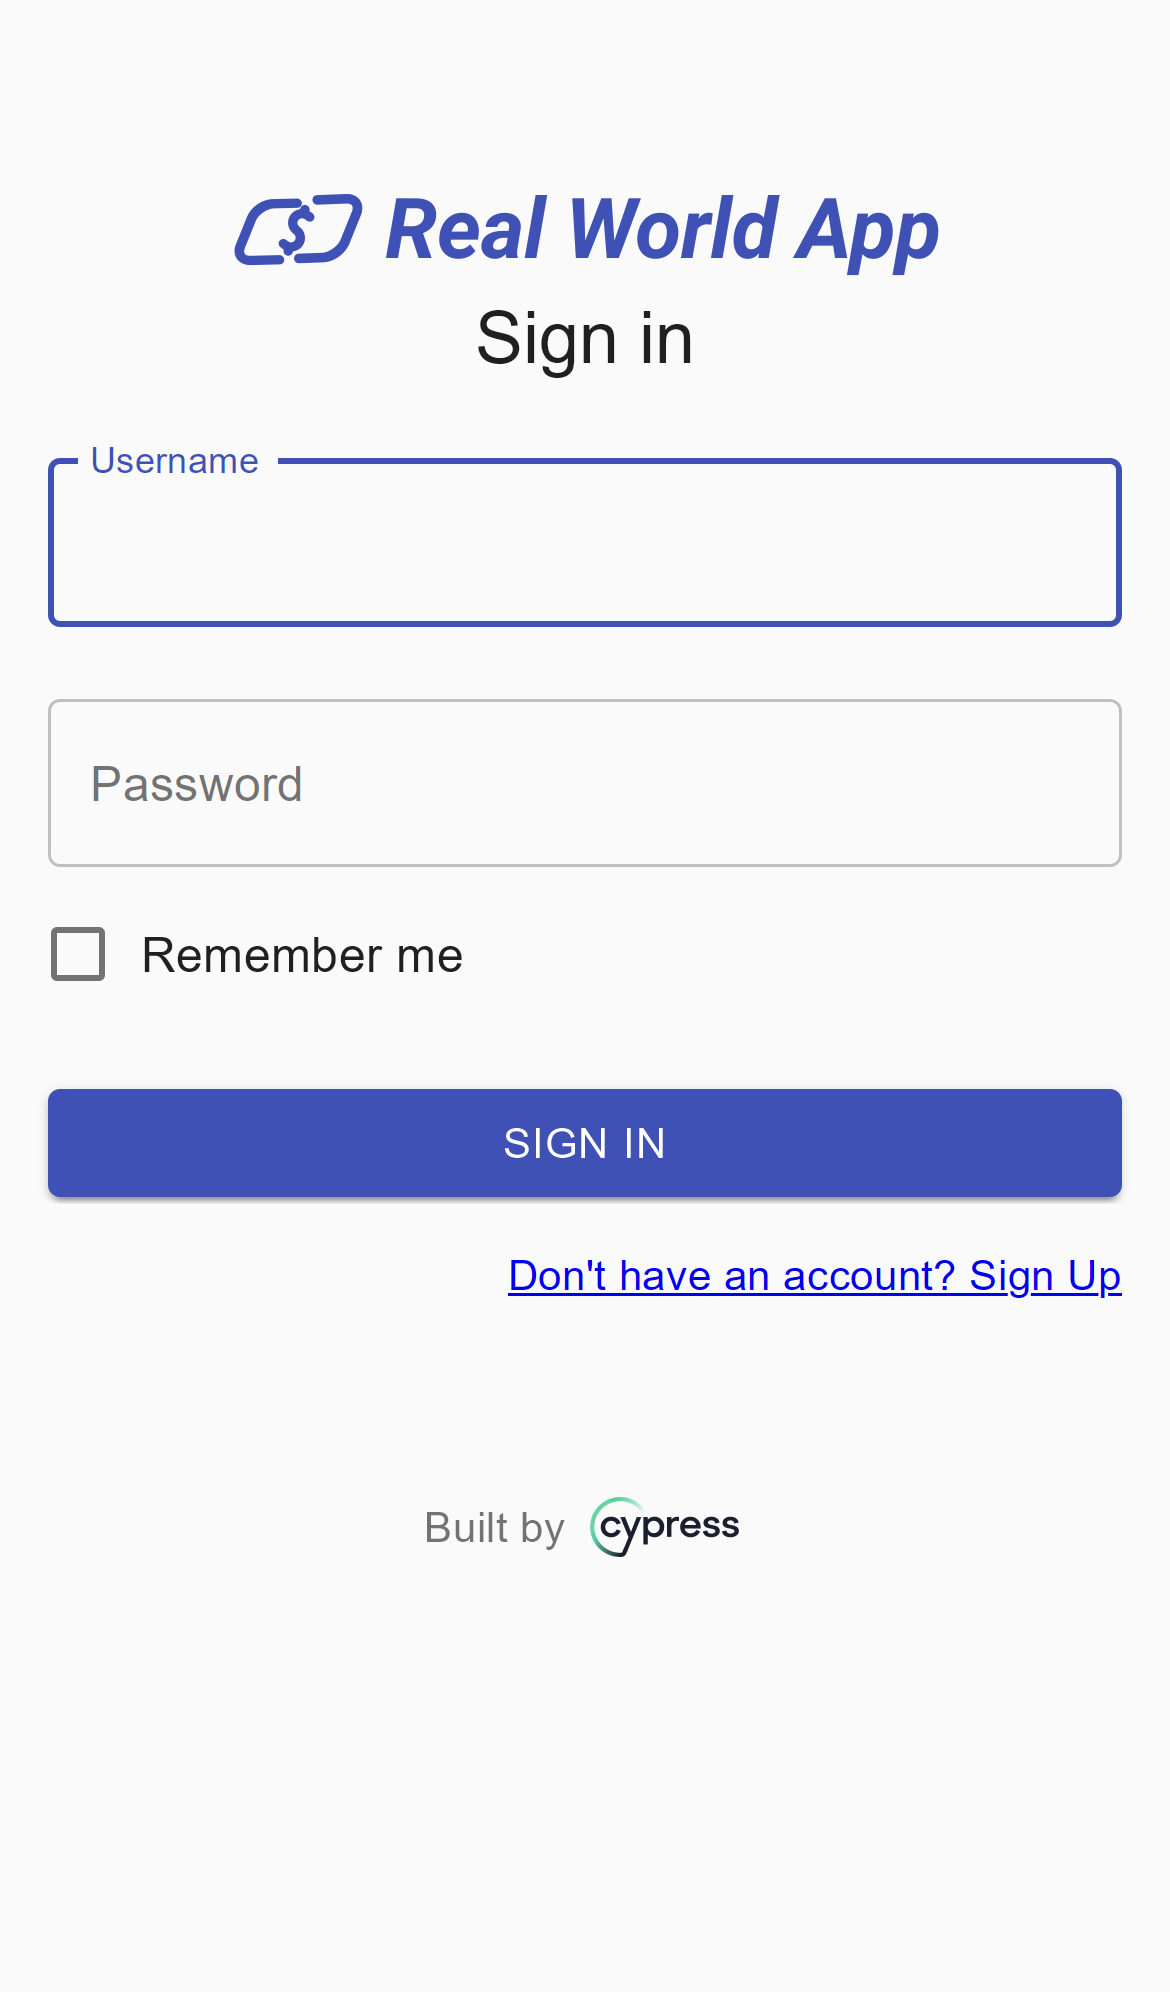 Real World App
Sign in
Username
Password
Remember me
SIGN IN
Don't have an account? Sign Up
Built by cypress